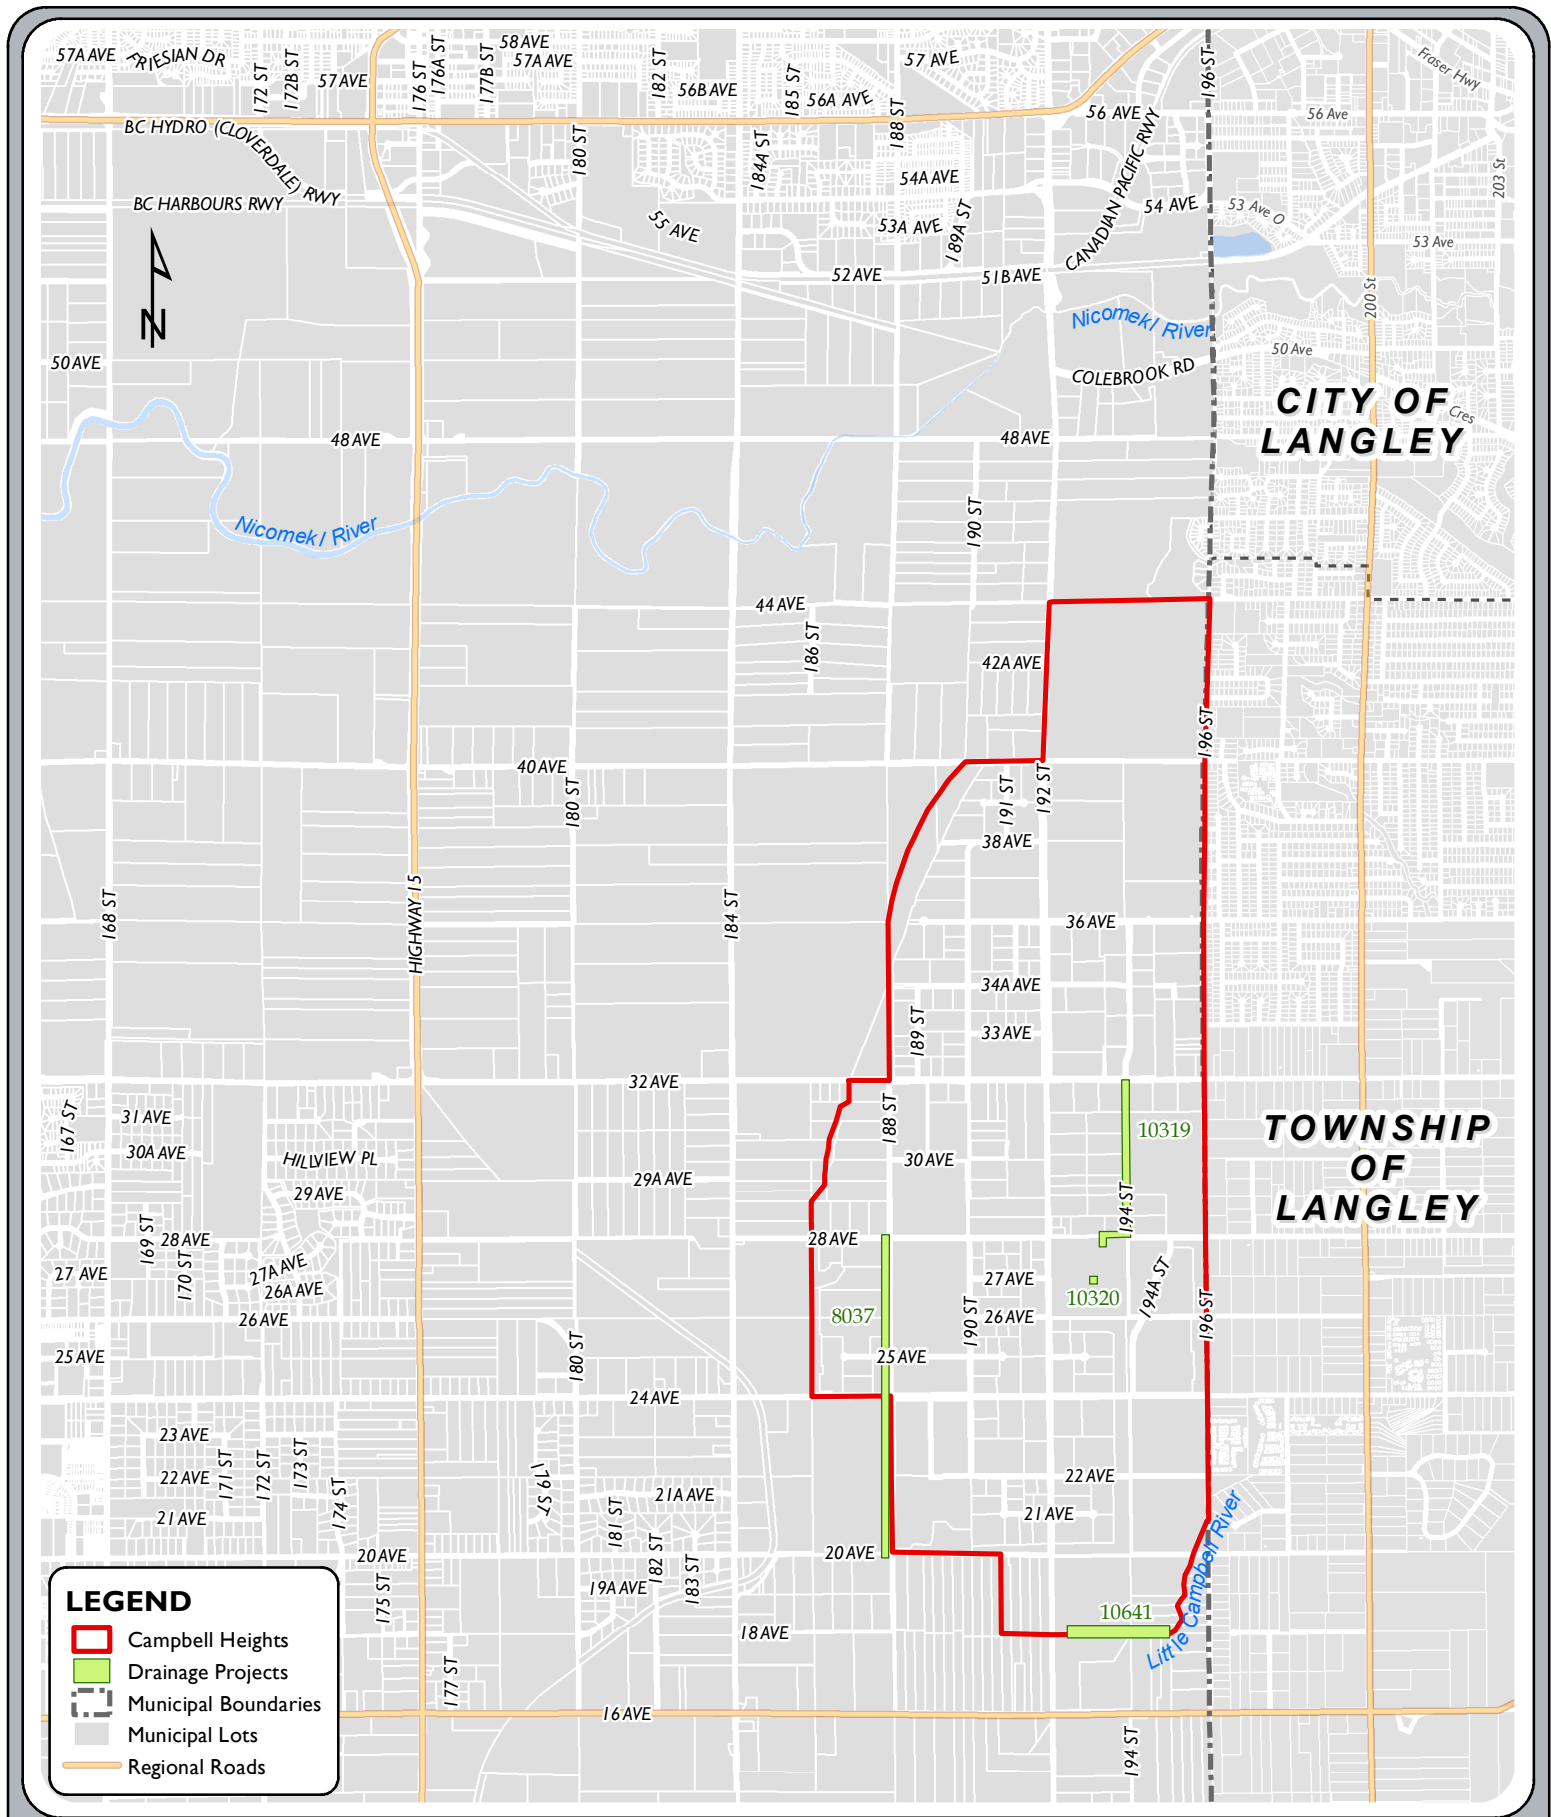 57A AVE
FRIESIAN DR
172 ST
172B ST
57 AVE
176 ST
176A ST
177B ST
58 AVE
57A AVE
182 ST
56B AVE
185 ST
56A AVE
57 AVE
188 ST
56 AVE
196 ST
Fraser Hwy
56 Ave
BC HYDRO (CLOVERDALE) RWY
180 ST
184A ST
54A AVE
CANADIAN PACIFIC RWY
203 St
BC HARBOURS RWY
55 AVE
53A AVE
189A ST
54 AVE
53 Ave O
53 Ave
52 AVE
51B AVE
200 St
N
Nicomekl River
50 AVE
COLEBROOK RD
50 Ave
CITY OF
LANGLEY
Cres
48 AVE
48 AVE
Nicomekl River
190 ST
44 AVE
186 ST
42A AVE
196 ST
40 AVE
180 ST
191 ST
192 ST
38 AVE
168 ST
HIGHWAY 15
184 ST
36 AVE
34A AVE
189 ST
33 AVE
32 AVE
167 ST
31 AVE
188 ST
10319
TOWNSHIP
OF
LANGLEY
30A AVE
HILLVIEW PL
30 AVE
29A AVE
29 AVE
194 ST
169 ST
28 AVE
28 AVE
170 ST
27 AVE
27A AVE
26A AVE
27 AVE
194A ST
10320
8037
26 AVE
190 ST
26 AVE
196 ST
25 AVE
180 ST
25 AVE
24 AVE
23 AVE
171 ST
172 ST
173 ST
22 AVE
174 ST
179 ST
22 AVE
21A AVE
21 AVE
181 ST
21 AVE
Little Campbell River
20 AVE
182 ST
183 ST
20 AVE
175 ST
19A AVE
10641
18 AVE
177 ST
16 AVE
194 ST
LEGEND
Campbell Heights
Drainage Projects
Municipal Boundaries
Municipal Lots
Regional Roads